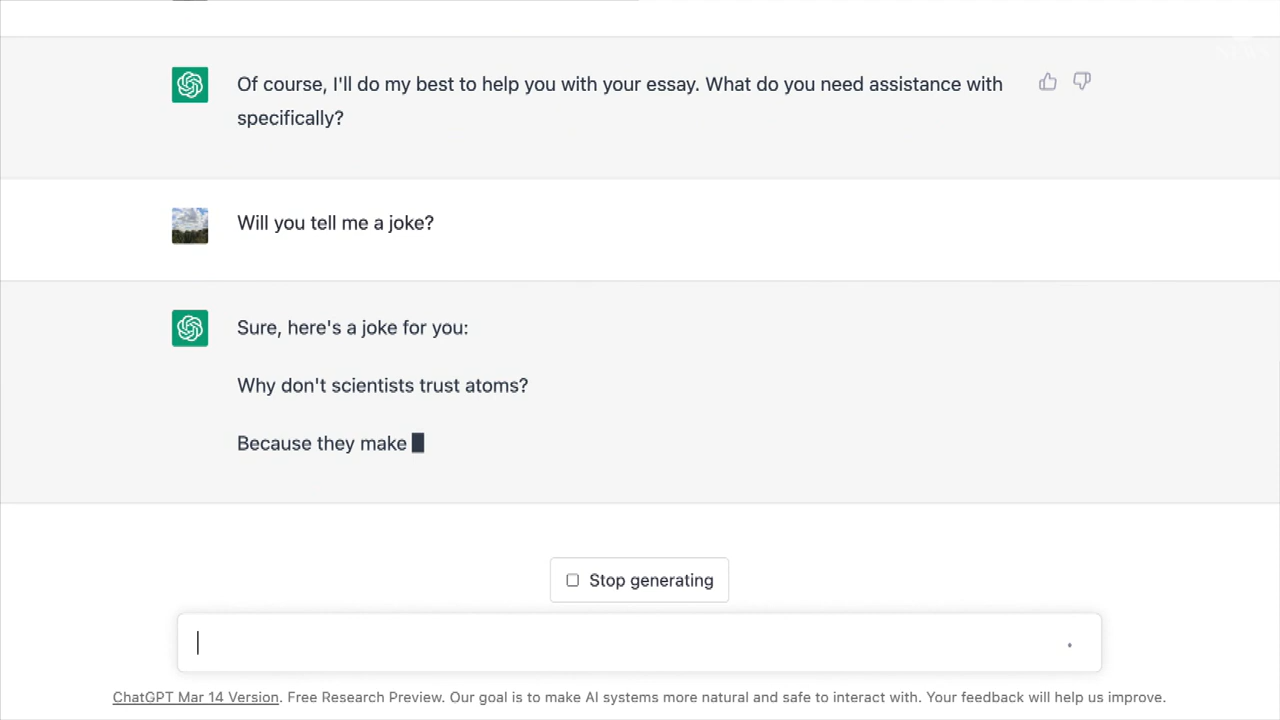 Of course, I'll do my best to help you with your essay. What do you need assistance with
specifically?
Will you tell me a joke?
Sure, here's a joke for you:
Why don't scientists trust atoms?
Because they make
Stop generating
ChatGPT Mar 14 Version. Free Research Preview. Our goal is to make AI systems more natural and safe to interact with. Your feedback will help us improve.